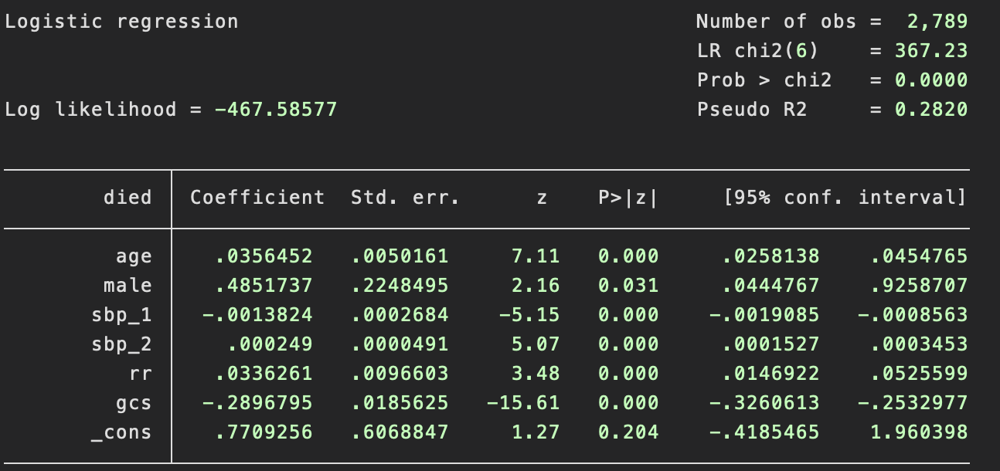 Logistic regression Number of obs = 2,789
LR chi2(6) = 367.23
Prob > chi2 = 0.0000
Log likelihood = -467.58577 Pseudo R2 = 0.2820
died Coefficient Std. err. z P>|z| [95% conf. interval]
age .0356452 .0050161 7.11 0.000 .0258138 .0454765
male .4851737 .2248495 2.16 0.031 .0444767 .9258707
sbp_1 -.0013824 .0002684 -5.15 0.000 -.0019085 -.0008563
sbp_2 .000249 .0000491 5.07 0.000 .0001527 .0003453
rr .0336261 .0096603 3.48 0.000 .0146922 .0525599
gcs -.2896795 .0185625 -15.61 0.000 -.3260613 -.2532977
_cons .7709256 .6068847 1.27 0.204 -.4185465 1.960398